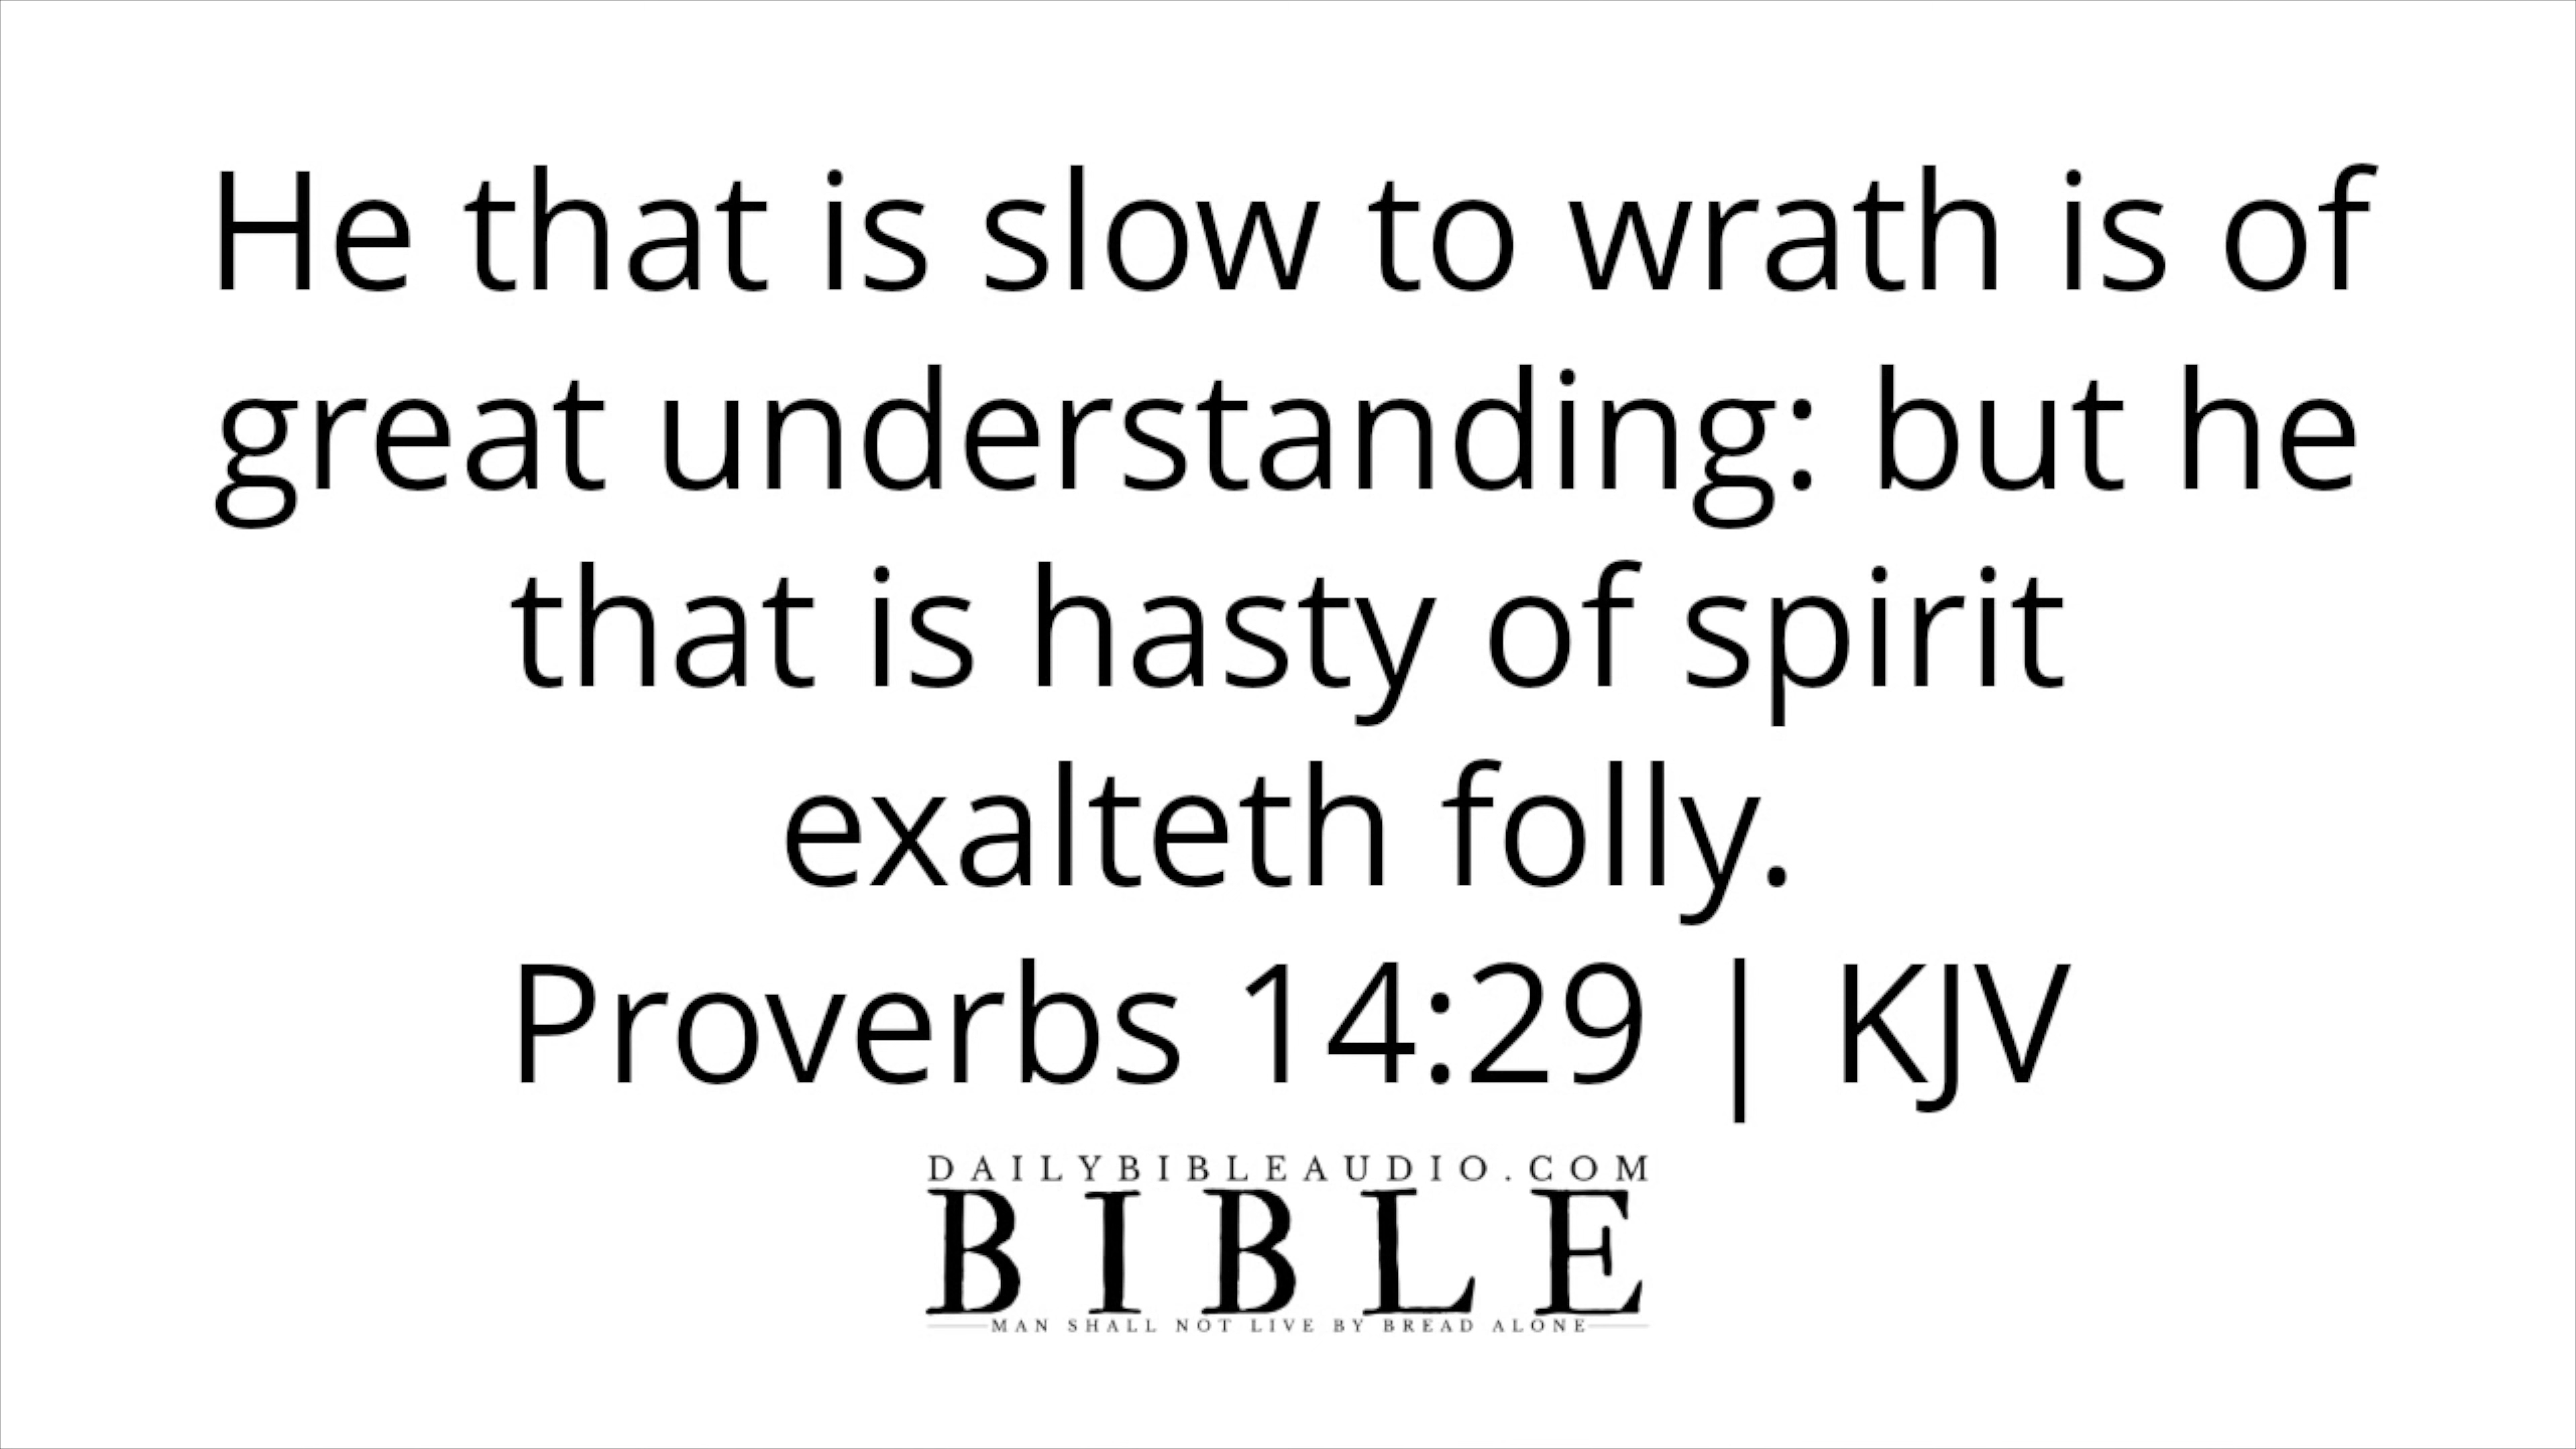 He that is slow to wrath is of
great understanding: but he
that is hasty of spirit
exalteth folly.
Proverbs 14:29 | KJV
DAILYBIBLEAUDIO.COM
BIBLE
MAN SHALL NOT LIVE BY BREAD ALONE